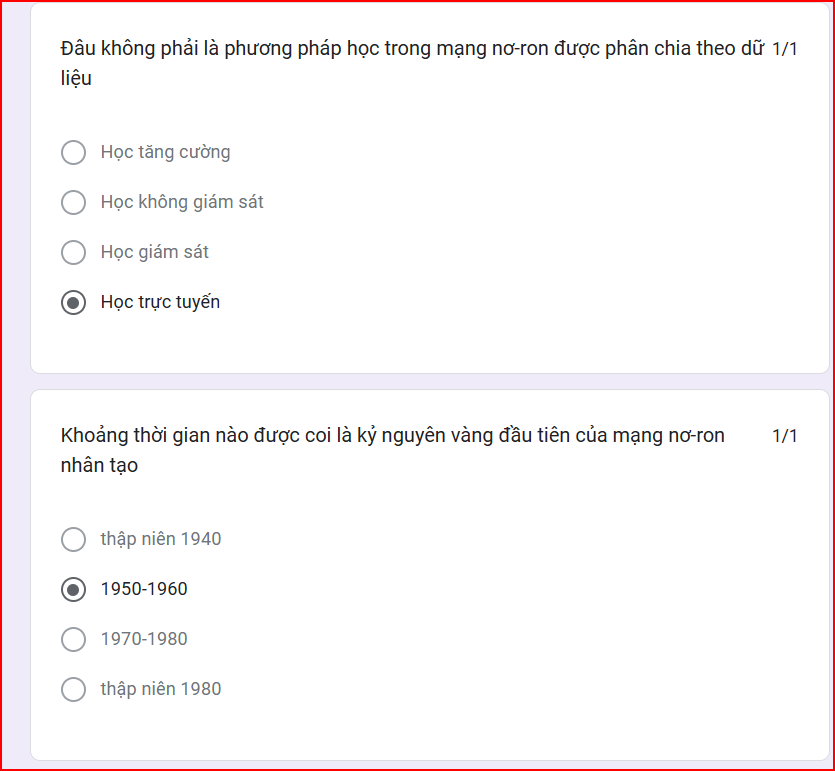 Đâu không phải là phương pháp học trong mạng nơ-ron được phân chia theo dữ 1/1
liệu
Học tăng cường
Học không giám sát
Học giám sát
Học trực tuyến
Khoảng thời gian nào được coi là kỷ nguyên vàng đầu tiên của mạng nơ-ron 1/1
nhân tạo
thập niên 1940
1950-1960
1970-1980
thập niên 1980